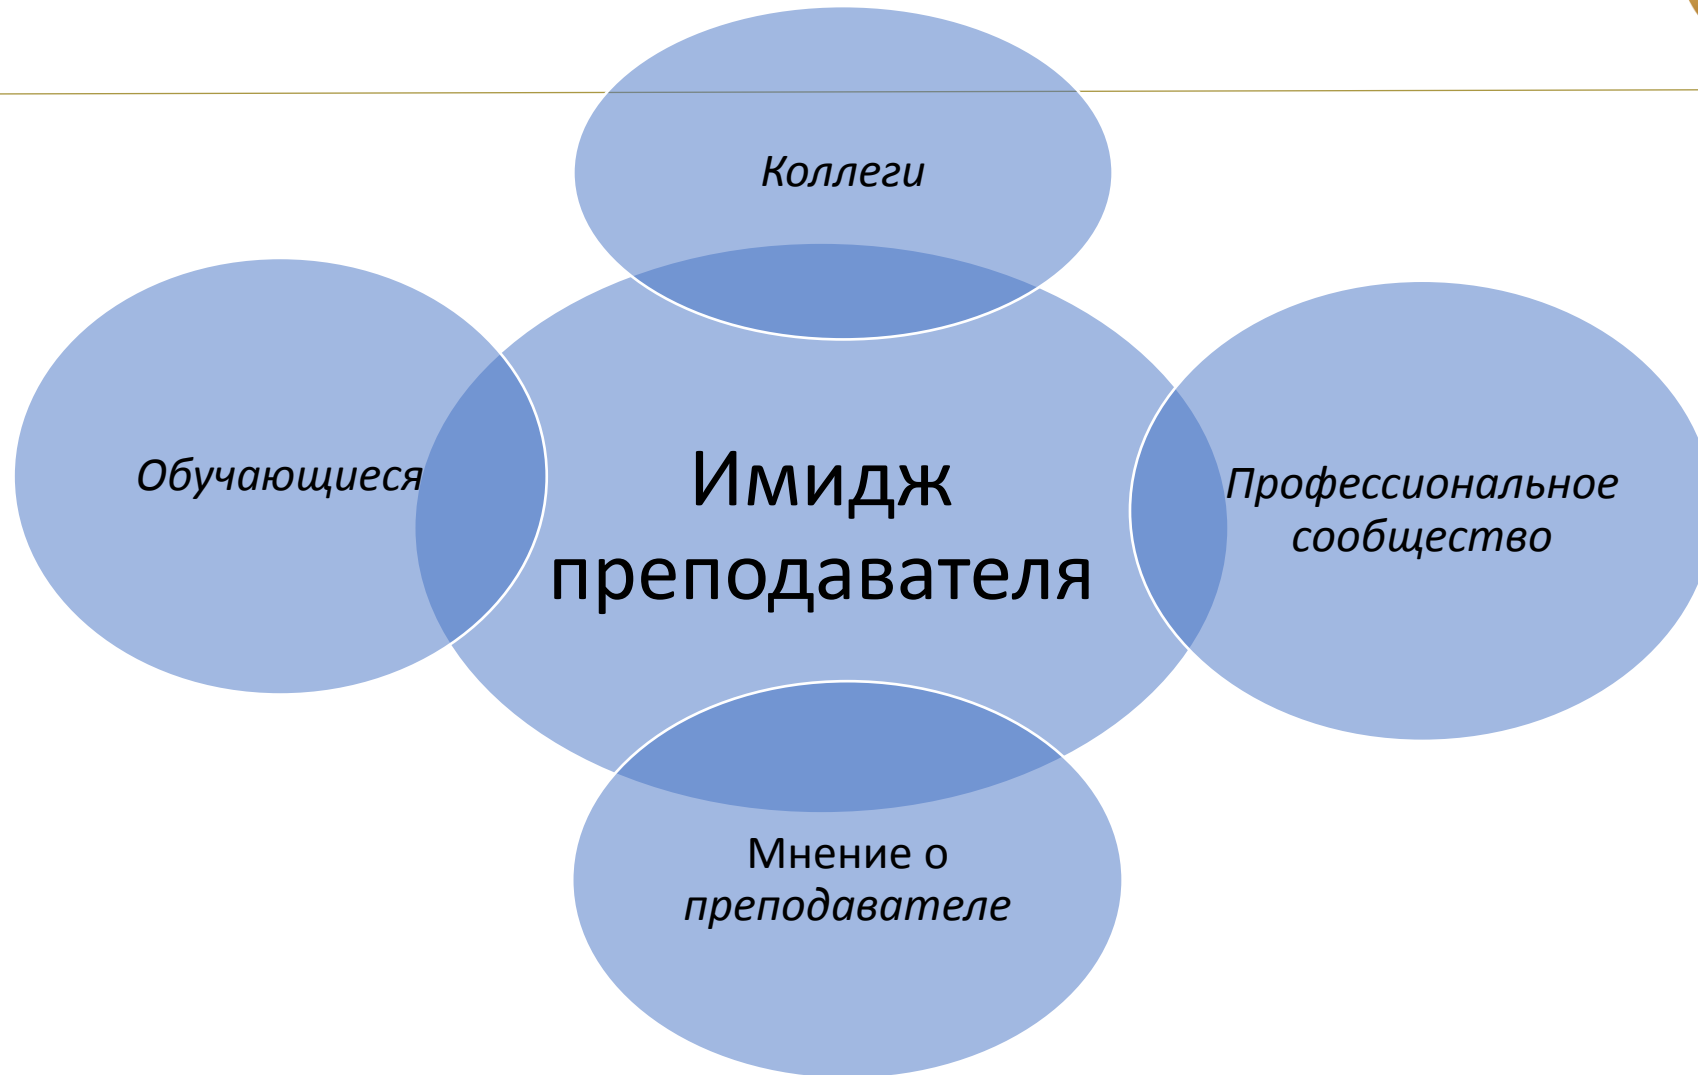 Коллеги
Обучающиеся
Имидж
преподавателя
Профессиональное
сообщество
Мнение о
преподавателе